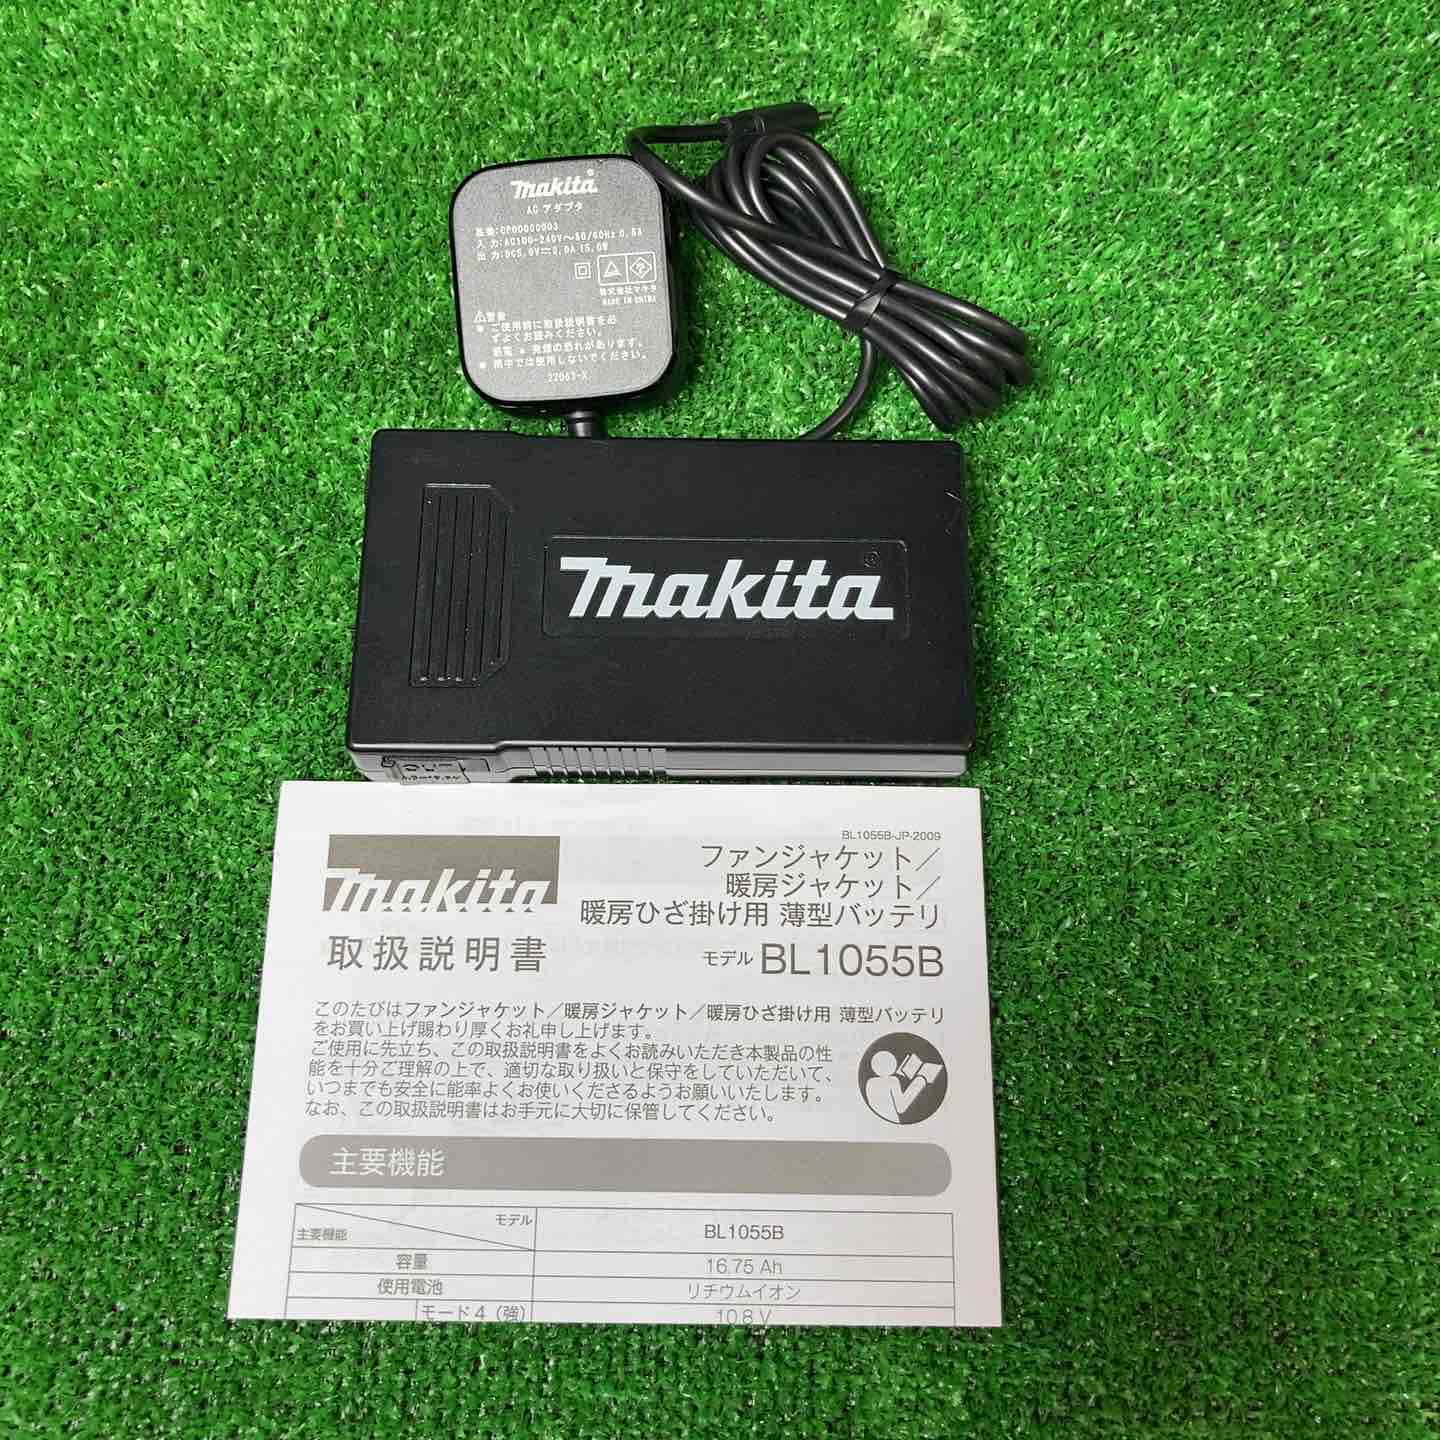 makita
ACアダプタ
品番:CP00000003
入力:AC100-240V～50/60Hz 0.5A
出力:DC5.0V 3.0A 15.0W
株式会社マキタ
MADE IN CHINA
警告
● ご使用前に取扱説明書を必
ずよくお読みください。
感電・発煙の恐れがあります。
● 雨中では使用しないでください。
22063-X
makita®
BL1055B-JP-2009
makita
ファンジャケット／
暖房ジャケット／
暖房ひざ掛け用 薄型バッテリ
取扱説明書
モデル BL1055B
このたびはファンジャケット／暖房ジャケット／暖房ひざ掛け用 薄型バッテリ
をお買い上げ賜わり厚くお礼申し上げます。
ご使用に先立ち、この取扱説明書をよくお読みいただき本製品の性
能を十分ご理解の上で、適切な取り扱いと保守をしていただいて、
いつまでも安全に能率よくお使いくださるようお願いいたします。
なお、この取扱説明書はお手元に大切に保管してください。
主要機能
モデル
主要機能
BL1055B
容量 16.75 Ah
使用電池 リチウムイオン
モード 4（強） 10.8 V